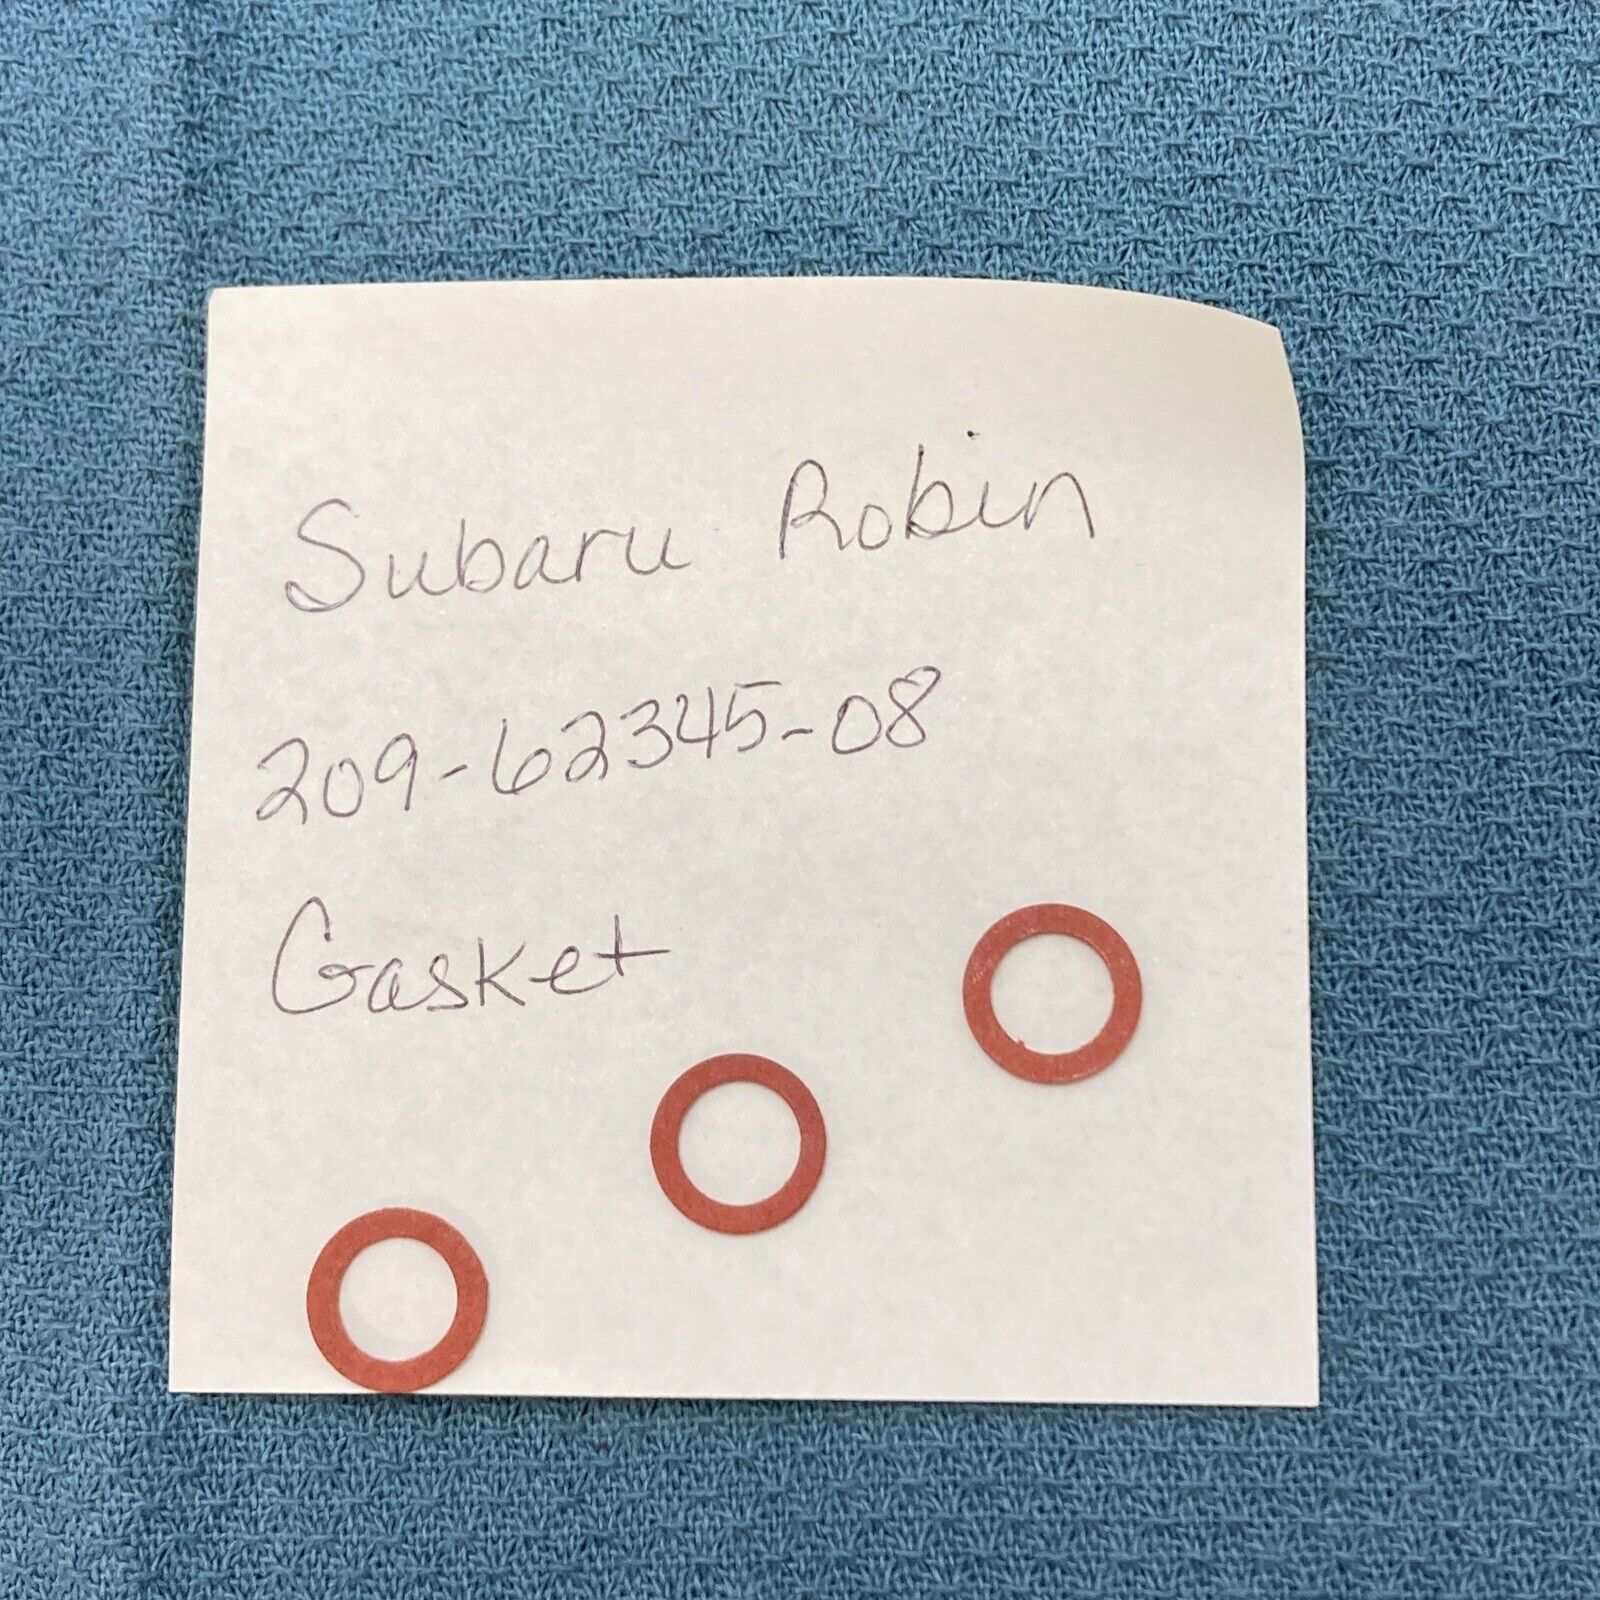 Subaru Robin
209-62345-08
Gasket